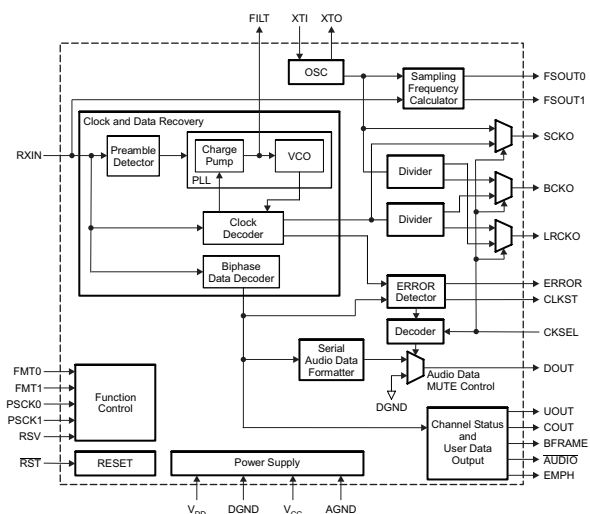 FILT XTI XTO
OSC
Sampling
Frequency
Calculator
FSOUT0
FSOUT1
Clock and Data Recovery
RXIN
Preamble
Detector
Charge
Pump
VCO
PLL
Clock
Decoder
Biphase
Data Decoder
Divider
Divider
SCKO
BCKO
LRCKO
ERROR
Detector
ERROR
CLKST
Decoder
CKSEL
Serial
Audio Data
Formatter
DOUT
Audio Data
MUTE Control
DGND
FMT0
FMT1
PSCK0
PSCK1
RSV
Function
Control
Channel Status
and
User Data
Output
UOUT
COUT
BFRAME
AUDIO
EMPH
RST
RESET
Power Supply
VDD DGND VCC AGND